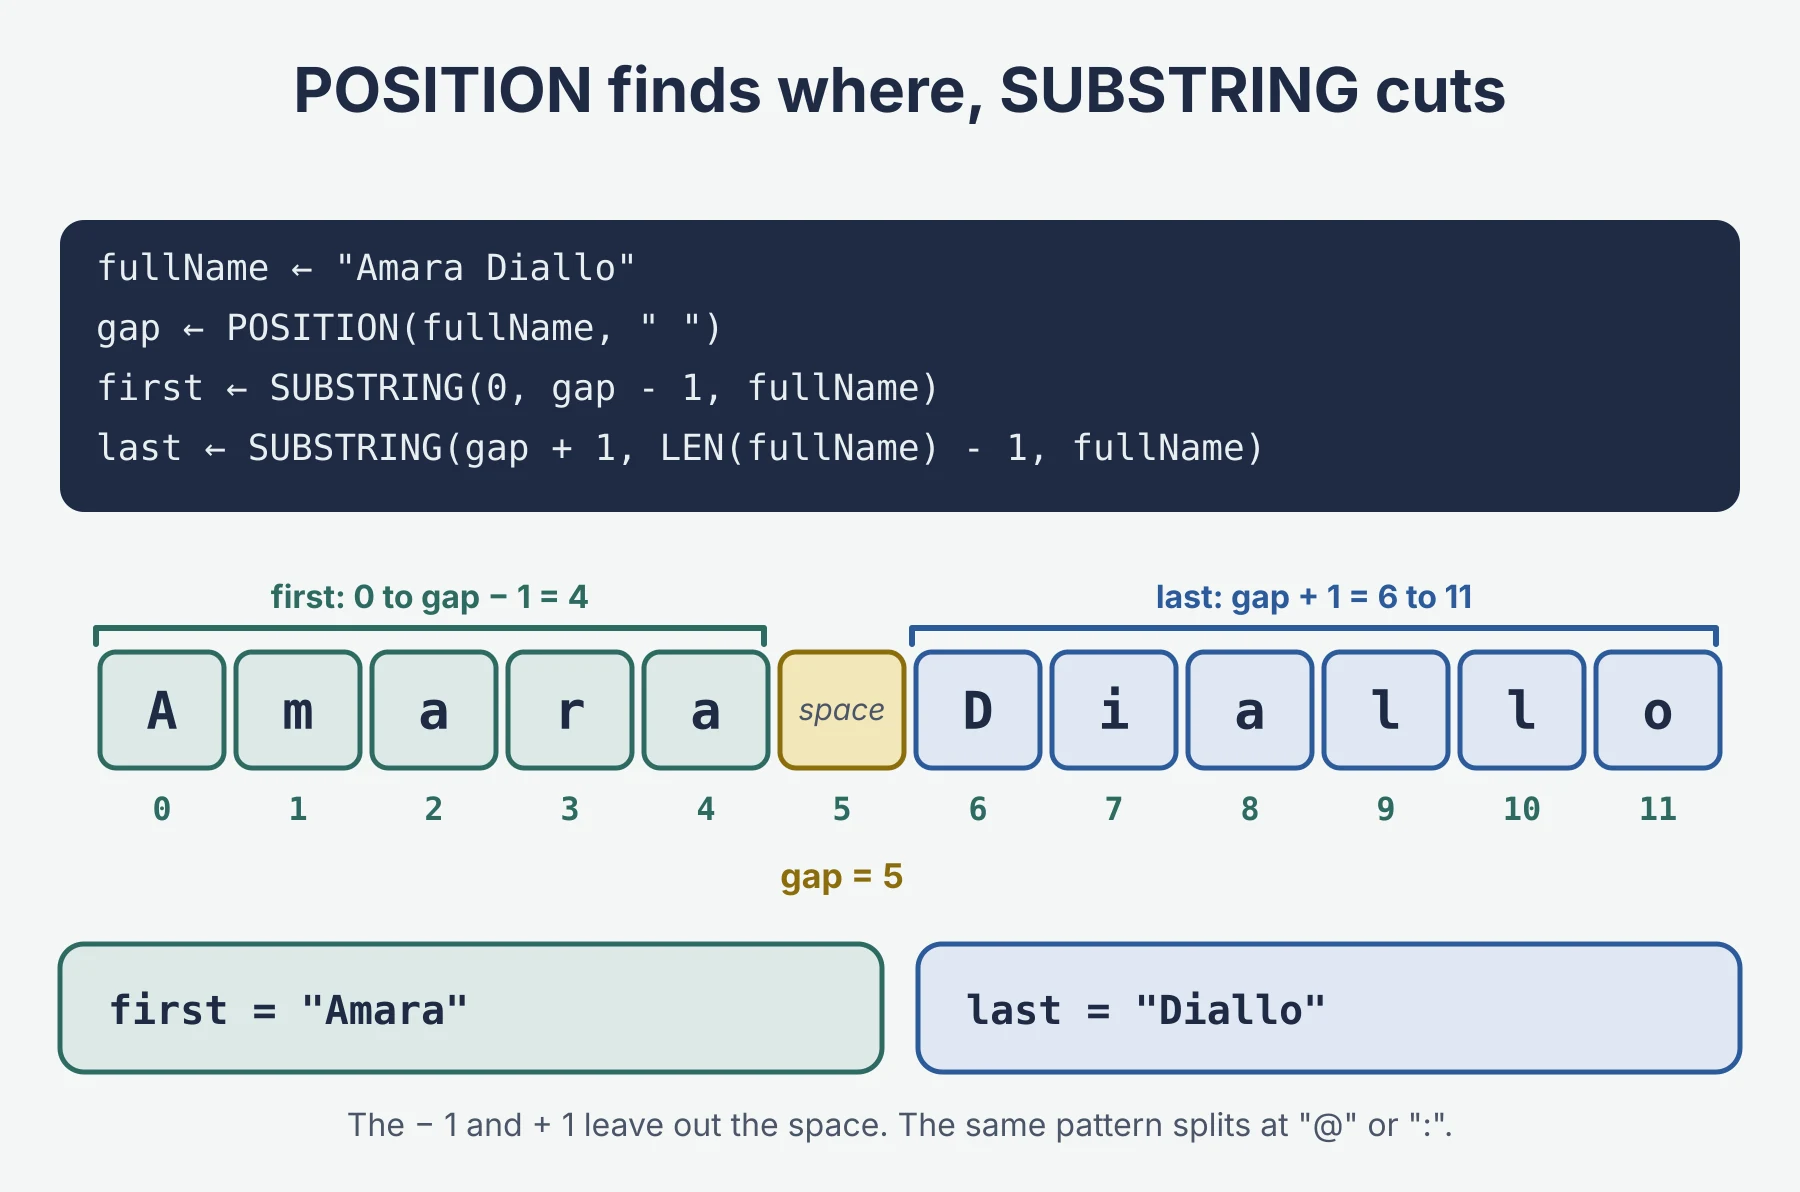 POSITION finds where, SUBSTRING cuts
fullName ← "Amara Diallo"
gap ← POSITION(fullName, " ")
first ← SUBSTRING(0, gap - 1, fullName)
last ← SUBSTRING(gap + 1, LEN(fullName) - 1, fullName)
first: 0 to gap − 1 = 4
last: gap + 1 = 6 to 11
A m a r a space D i a l l o
0 1 2 3 4 5 6 7 8 9 10 11
gap = 5
first = "Amara"
last = "Diallo"
The − 1 and + 1 leave out the space. The same pattern splits at "@" or ":".